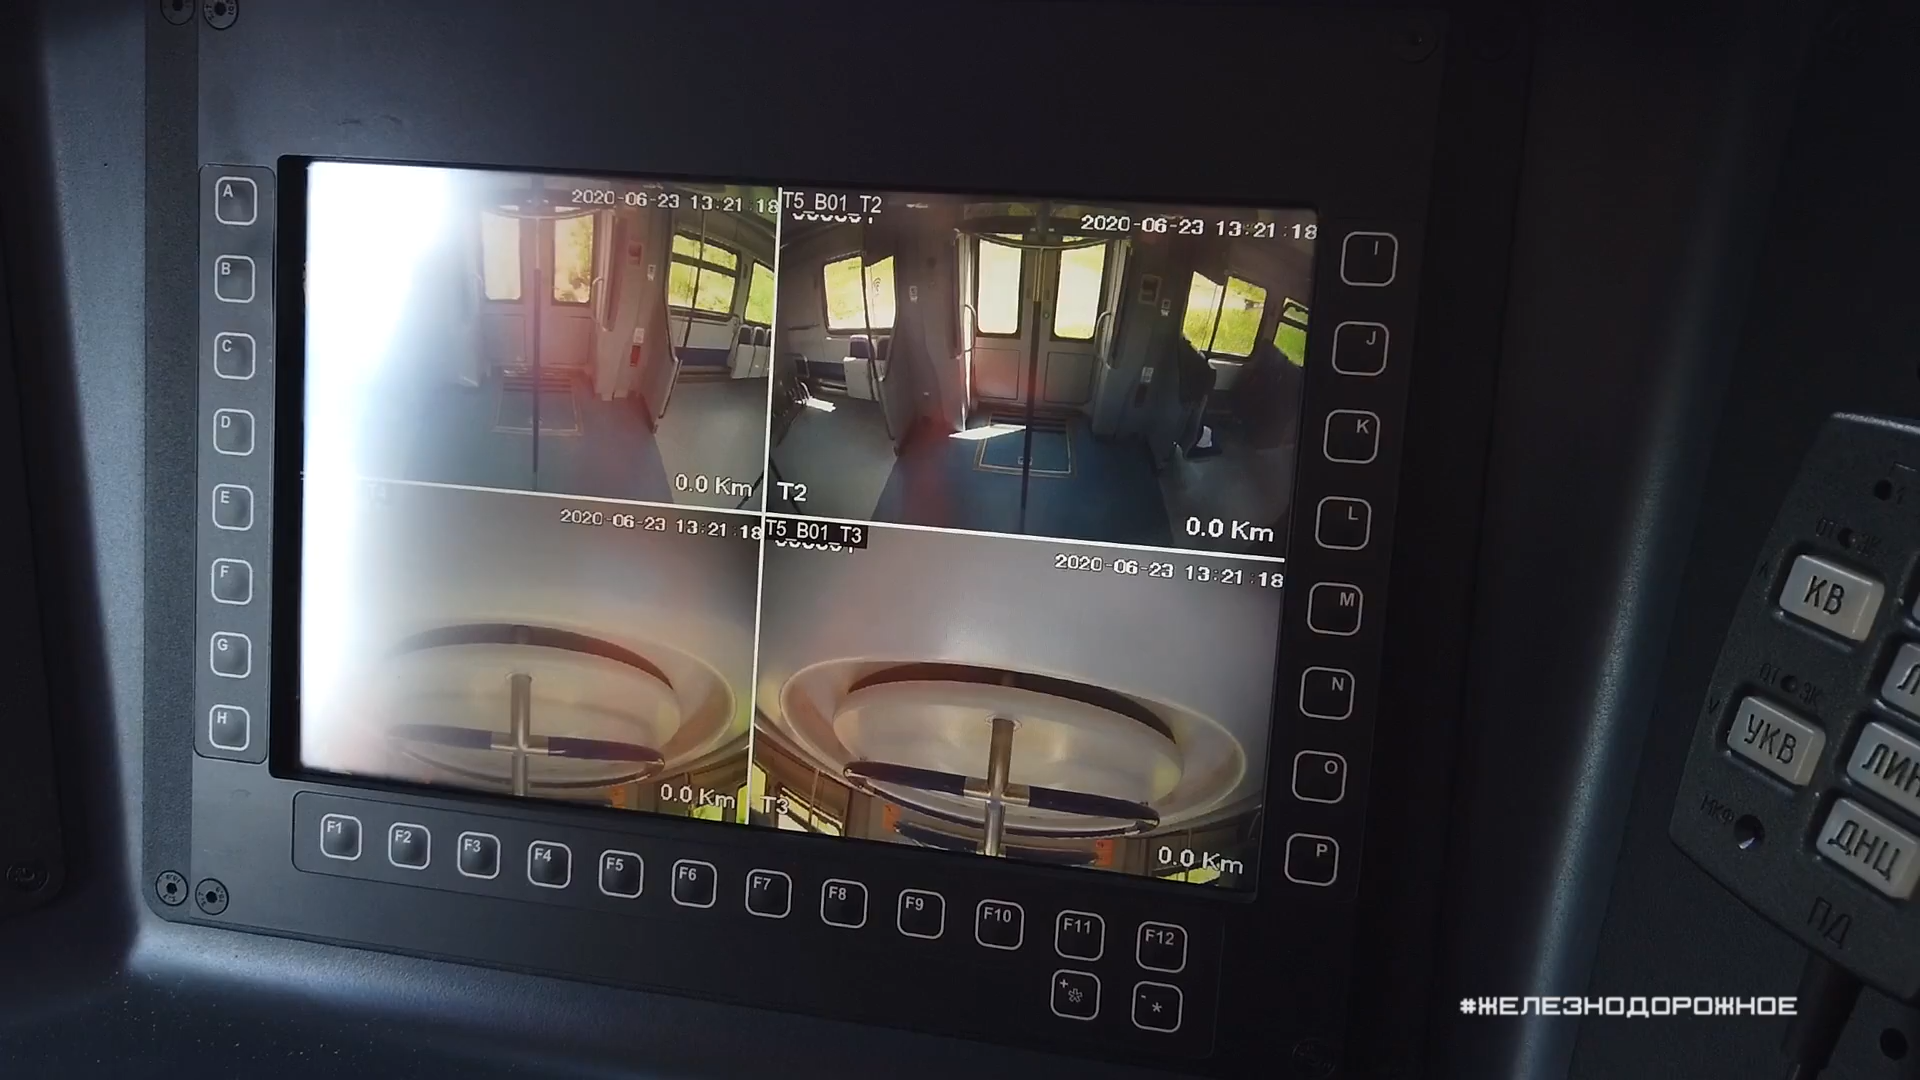 A
B
C
D
E
F
G
H
2020-06-23 13:21:18
T5_B01_T2
2020-06-23 13:21:18
0.0 Km
T2
0.0 Km
2020-06-23 13:21:18
T5_B01_T3
2020-06-23 13:21:18
0.0 Km
T3
0.0 Km
I
J
K
L
M
N
O
P
F1 F2 F3 F4 F5 F6 F7 F8 F9 F10 F11 F12
+ - *
КВ
УКВ
ДНЦ
ПД
#ЖЕЛЕЗНОДОРОЖНОЕ